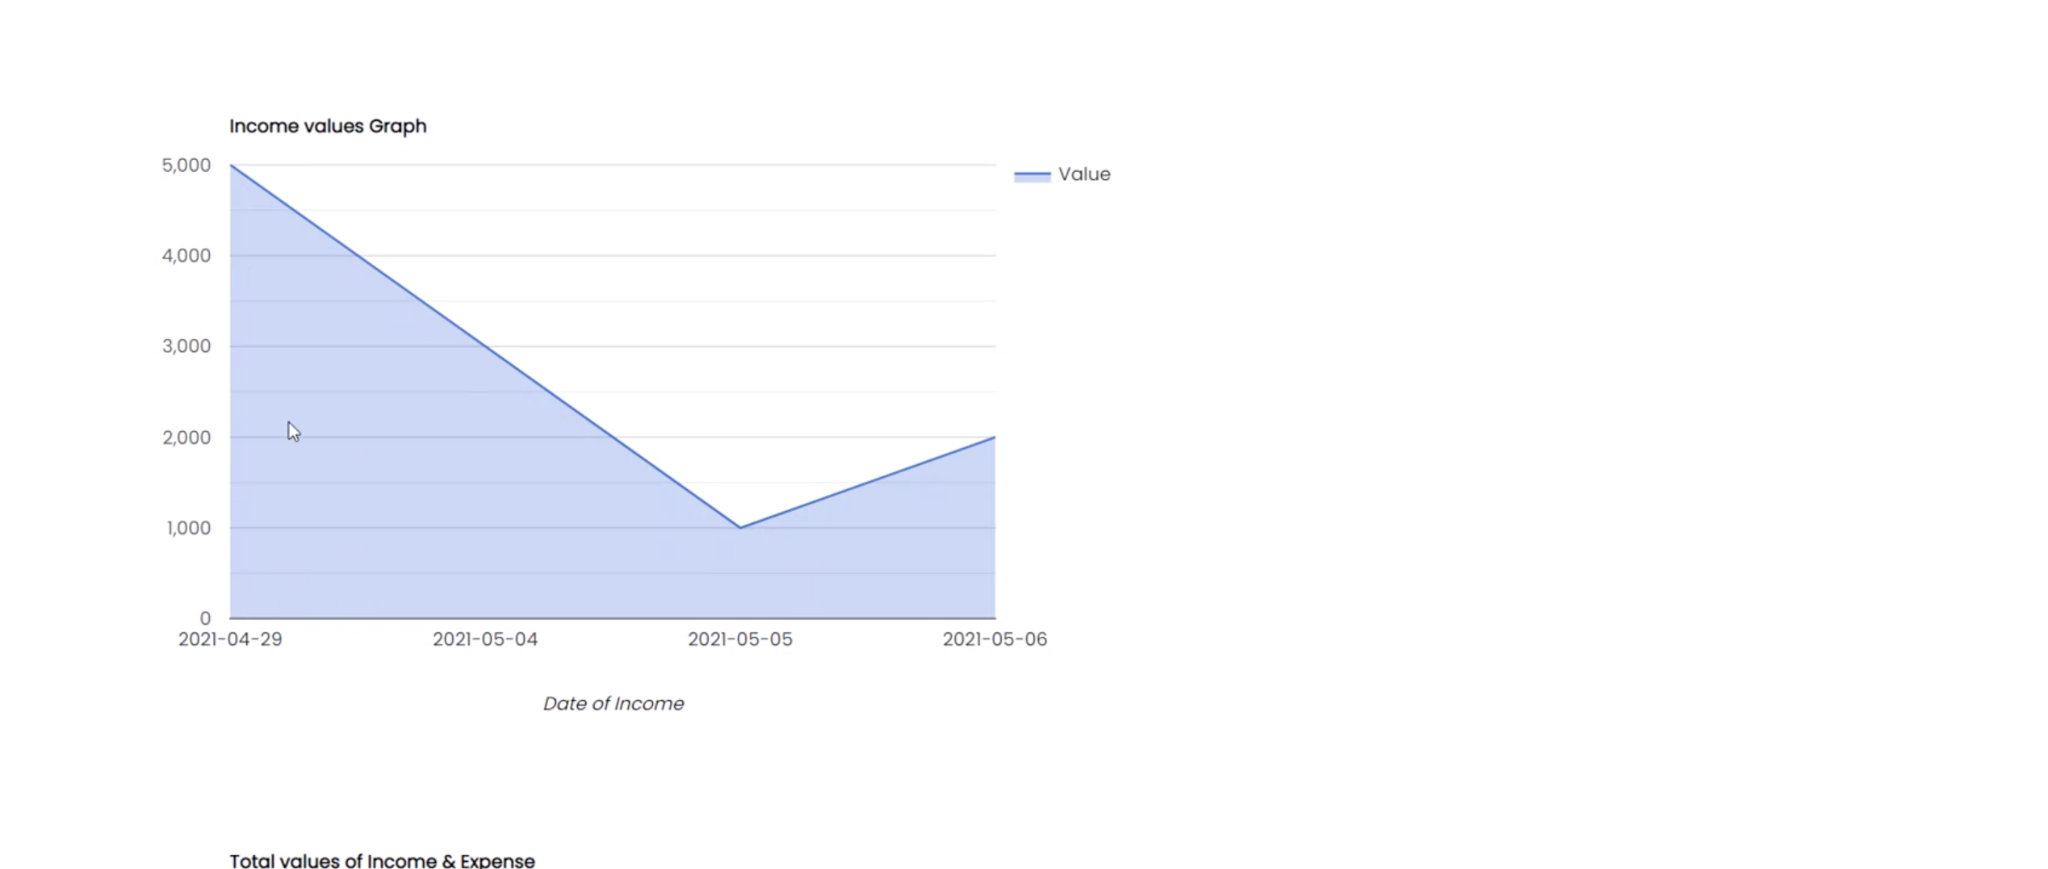 Income values Graph
5,000
Value
4,000
3,000
2,000
1,000
0
2021-04-29 2021-05-04 2021-05-05 2021-05-06
Date of Income
Total values of Income & Expense